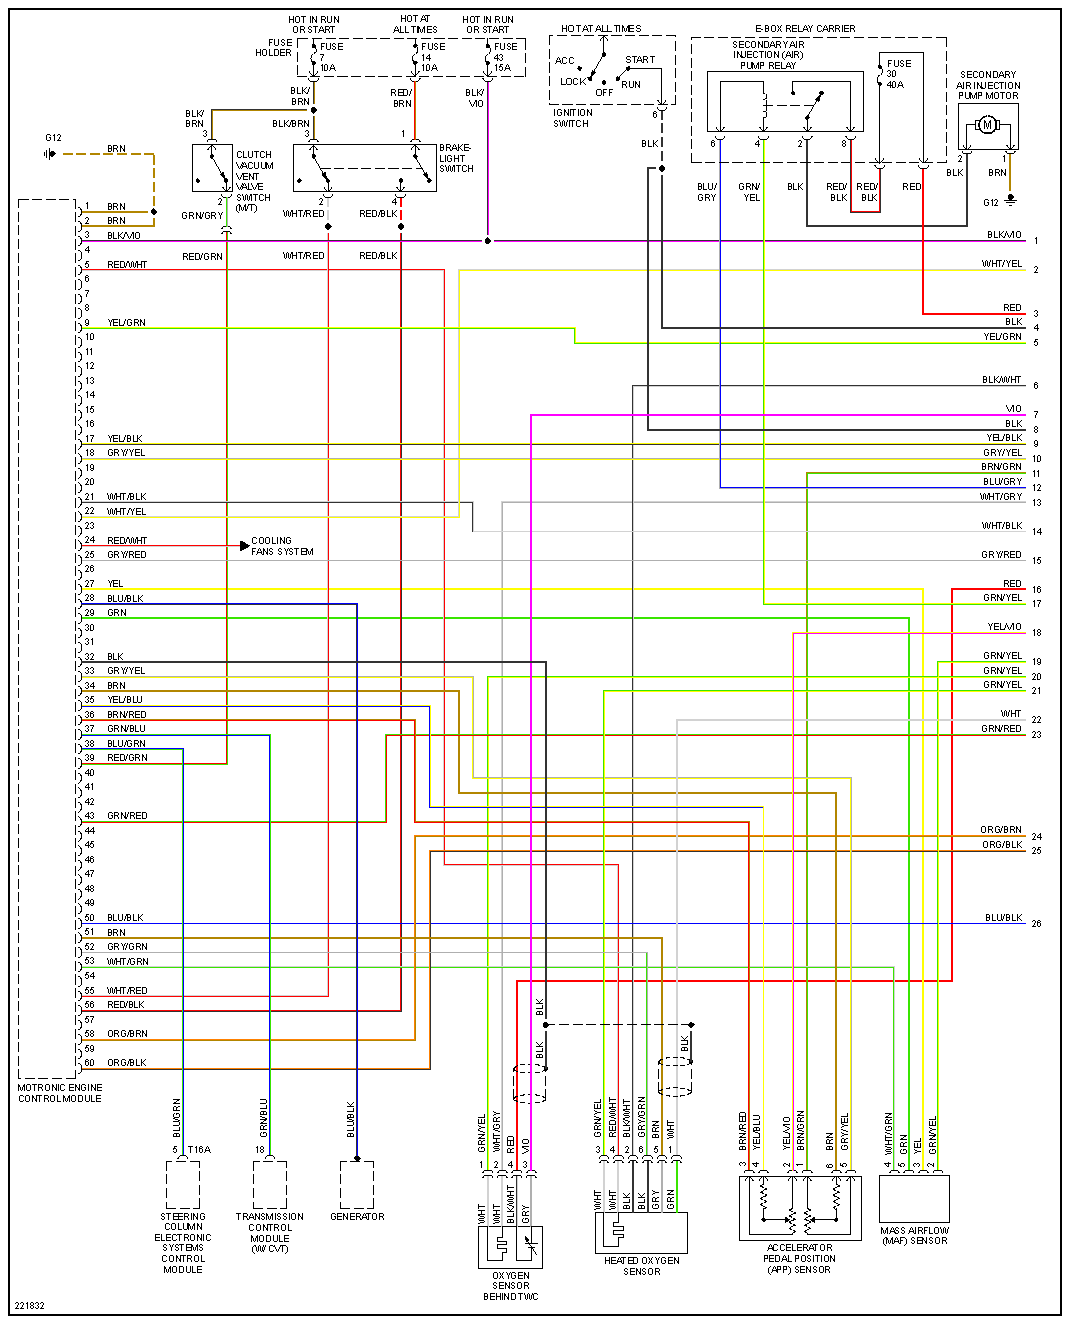 HOT IN RUN
OR START
HOT AT
ALL TIMES
HOT IN RUN
OR START
FUSE
HOLDER
FUSE
7
10A
FUSE
14
10A
FUSE
43
15A
BLK/
BRN
RED/
BRN
BLK/
VIO
BLK/
BRN
BLK/BRN
3
3
1
CLUTCH
VACUUM
VENT
VALVE
SWITCH
(M/T)
BRAKE-
LIGHT
SWITCH
2
2
4
GRN/GRY
WHT/RED
RED/BLK
RED/GRN
WHT/RED
RED/BLK
HOT AT ALL TIMES
ACC
LOCK
OFF
RUN
START
IGNITION
SWITCH
6
BLK
E-BOX RELAY CARRIER
SECONDARY AIR
INJECTION (AIR)
PUMP RELAY
FUSE
30
40A
6
4
2
8
BLU/
GRY
GRN/
YEL
BLK
RED/
BLK
RED/
BLK
RED
SECONDARY
AIR INJECTION
PUMP MOTOR
M
2
1
BLK
BRN
G12
G12
BRN
1 BRN
2 BRN
3 BLK/VIO
4
5 RED/WHT
6
7
8
9 YEL/GRN
10
11
12
13
14
15
16
17 YEL/BLK
18 GRY/YEL
19
20
21 WHT/BLK
22 WHT/YEL
23
24 RED/WHT
COOLING
FANS SYSTEM
25 GRY/RED
26
27 YEL
28 BLU/BLK
29 GRN
30
31
32 BLK
33 GRY/YEL
34 BRN
35 YEL/BLU
36 BRN/RED
37 GRN/BLU
38 BLU/GRN
39 RED/GRN
40
41
42
43 GRN/RED
44
45
46
47
48
49
50 BLU/BLK
51 BRN
52 GRY/GRN
53 WHT/GRN
54
55 WHT/RED
56 RED/BLK
57
58 ORG/BRN
59
60 ORG/BLK
MOTRONIC ENGINE
CONTROL MODULE
BLK/VIO 1
WHT/YEL 2
RED 3
BLK 4
YEL/GRN 5
BLK/WHT 6
VIO 7
BLK 8
YEL/BLK 9
GRY/YEL 10
BRN/GRN 11
BLU/GRY 12
WHT/GRY 13
WHT/BLK 14
GRY/RED 15
RED 16
GRN/YEL 17
YEL/VIO 18
GRN/YEL 19
GRN/YEL 20
GRN/YEL 21
WHT 22
GRN/RED 23
ORG/BRN 24
ORG/BLK 25
BLU/BLK 26
BLK
BLK
BLK
BLU/GRN
GRN/BLU
BLU/BLK
5 T16A
18
STEERING
COLUMN
ELECTRONIC
SYSTEMS
CONTROL
MODULE
TRANSMISSION
CONTROL
MODULE
(W/ CVT)
GENERATOR
GRN/YEL
WHT/GRY
RED
VIO
1
2
4
3
WHT
WHT
BLK/WHT
GRY
OXYGEN
SENSOR
BEHIND TWC
GRN/YEL
RED/WHT
BLK/WHT
GRY/GRN
BRN
WHT
3
4
2
6
5
1
WHT
WHT
BLK
BLK
GRY
GRN
HEATED OXYGEN
SENSOR
BRN/RED
YEL/BLU
YEL/VIO
BRN/GRN
BRN
GRY/YEL
3
4
2
1
6
5
ACCELERATOR
PEDAL POSITION
(APP) SENSOR
WHT/GRN
GRN
YEL
GRN/YEL
4
5
3
2
MASS AIRFLOW
(MAF) SENSOR
221832